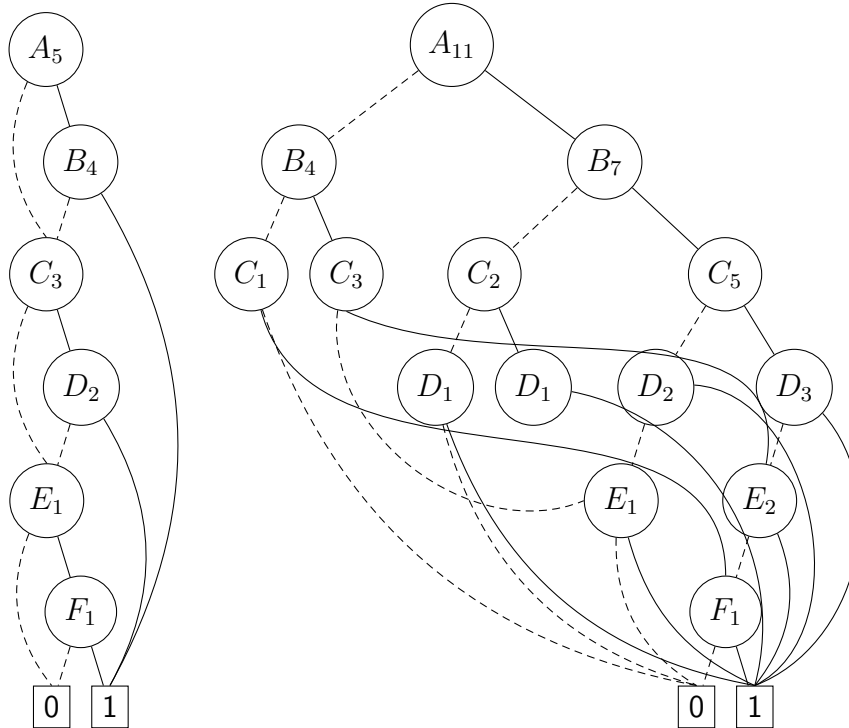 A5 A11
B4 B4 B7
C3 C1 C3 C2 C5
D2 D1 D1 D2 D3
E1 E1 E2
F1 F1
0 1 0 1